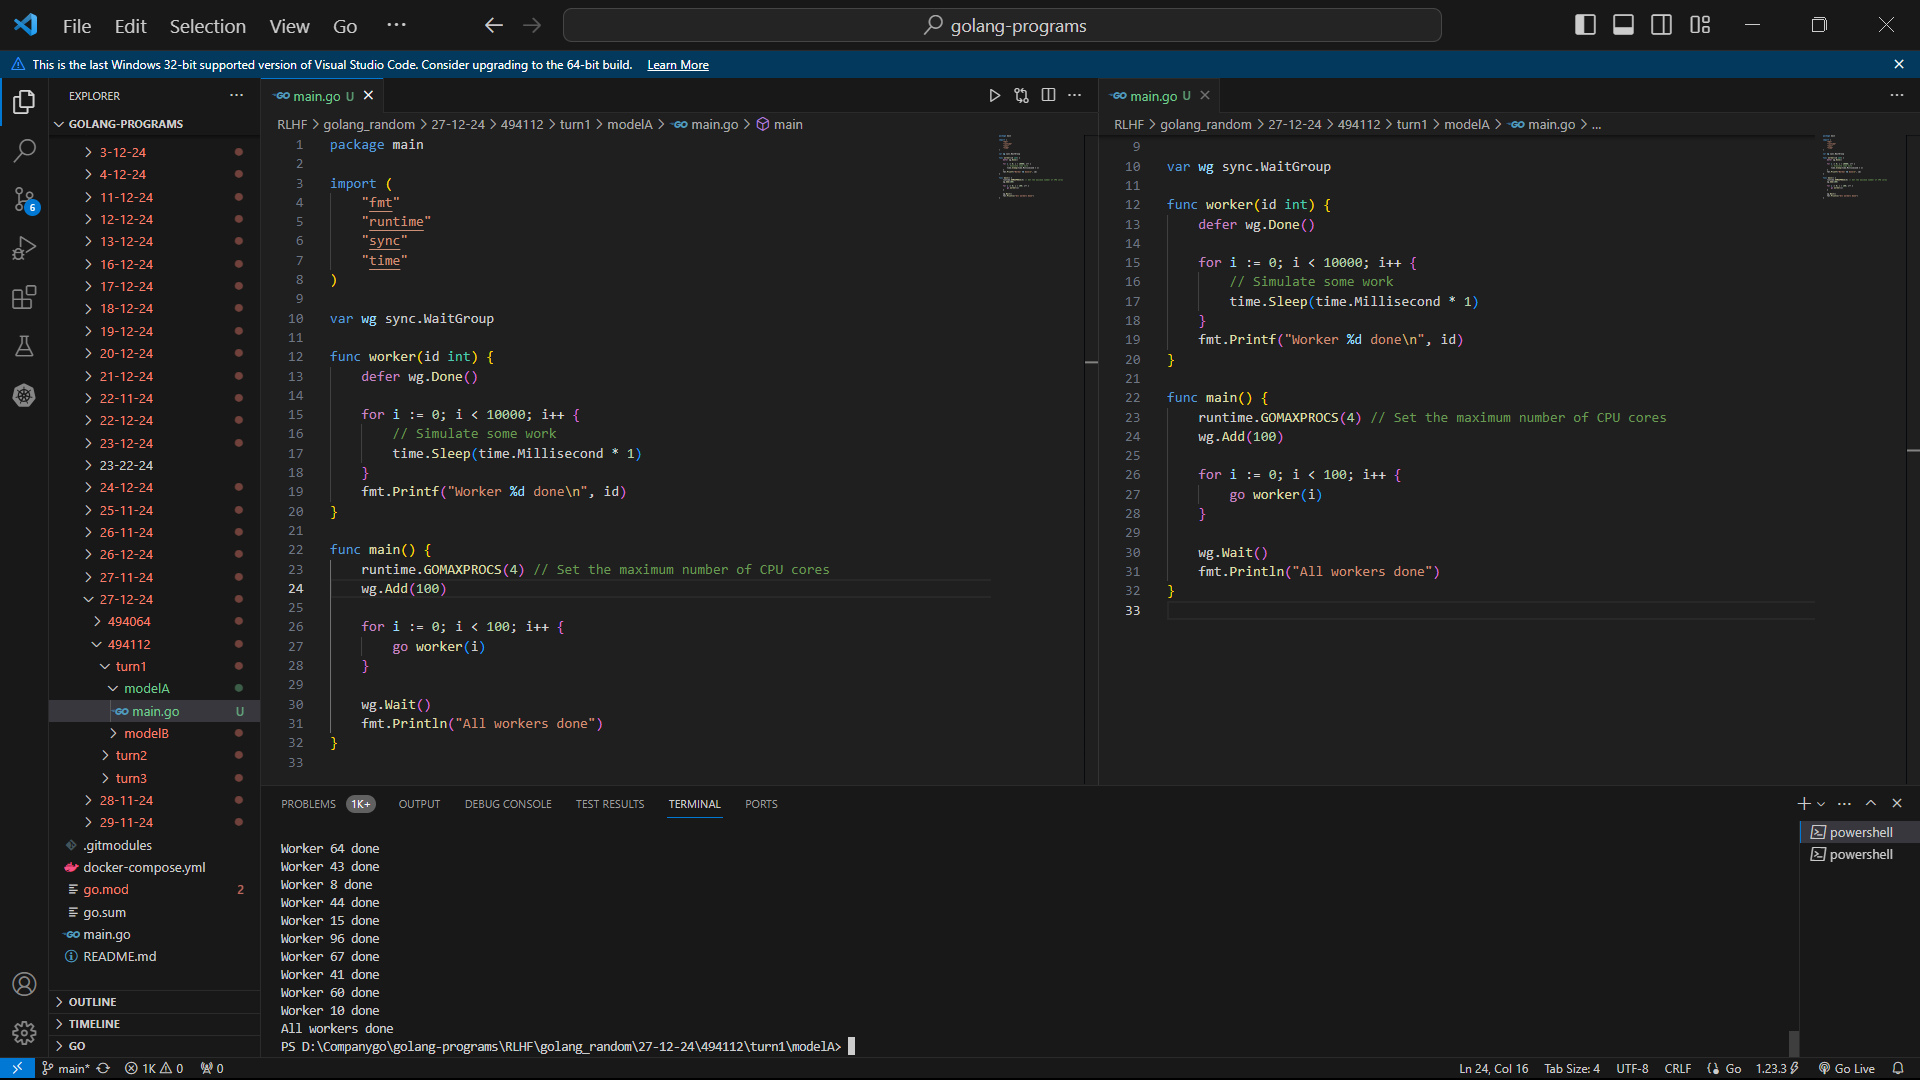 File Edit Selection View Go ··· golang-programs
This is the last Windows 32-bit supported version of Visual Studio Code. Consider upgrading to the 64-bit build. Learn More
EXPLORER ···
GOLANG-PROGRAMS
3-12-24
4-12-24
11-12-24
12-12-24
13-12-24
16-12-24
17-12-24
18-12-24
19-12-24
20-12-24
21-12-24
22-11-24
22-12-24
23-12-24
23-22-24
24-12-24
25-11-24
26-11-24
26-12-24
27-11-24
27-12-24
494064
494112
turn1
modelA
main.go U
modelB
turn2
turn3
28-11-24
29-11-24
.gitmodules
docker-compose.yml
go.mod 2
go.sum
main.go
README.md
OUTLINE
TIMELINE
GO
6
GO main.go U
RLHF > golang_random > 27-12-24 > 494112 > turn1 > modelA > GO main.go > main
1 package main
2
3 import (
4 "fmt"
5 "runtime"
6 "sync"
7 "time"
8 )
9
10 var wg sync.WaitGroup
11
12 func worker(id int) {
13 defer wg.Done()
14
15 for i := 0; i < 10000; i++ {
16 // Simulate some work
17 time.Sleep(time.Millisecond * 1)
18 }
19 fmt.Printf("Worker %d done\n", id)
20 }
21
22 func main() {
23 runtime.GOMAXPROCS(4) // Set the maximum number of CPU cores
24 wg.Add(100)
25
26 for i := 0; i < 100; i++ {
27 go worker(i)
28 }
29
30 wg.Wait()
31 fmt.Println("All workers done")
32 }
33
GO main.go U
RLHF > golang_random > 27-12-24 > 494112 > turn1 > modelA > GO main.go > ...
9
10 var wg sync.WaitGroup
11
12 func worker(id int) {
13 defer wg.Done()
14
15 for i := 0; i < 10000; i++ {
16 // Simulate some work
17 time.Sleep(time.Millisecond * 1)
18 }
19 fmt.Printf("Worker %d done\n", id)
20 }
21
22 func main() {
23 runtime.GOMAXPROCS(4) // Set the maximum number of CPU cores
24 wg.Add(100)
25
26 for i := 0; i < 100; i++ {
27 go worker(i)
28 }
29
30 wg.Wait()
31 fmt.Println("All workers done")
32 }
33
PROBLEMS 1K+ OUTPUT DEBUG CONSOLE TEST RESULTS TERMINAL PORTS
Worker 64 done
Worker 43 done
Worker 8 done
Worker 44 done
Worker 15 done
Worker 96 done
Worker 67 done
Worker 41 done
Worker 60 done
Worker 10 done
All workers done
PS D:\Companygo\golang-programs\RLHF\golang_random\27-12-24\494112\turn1\modelA>
powershell
powershell
main* 1K 0 0 Ln 24, Col 16 Tab Size: 4 UTF-8 CRLF Go 1.23.3 Go Live